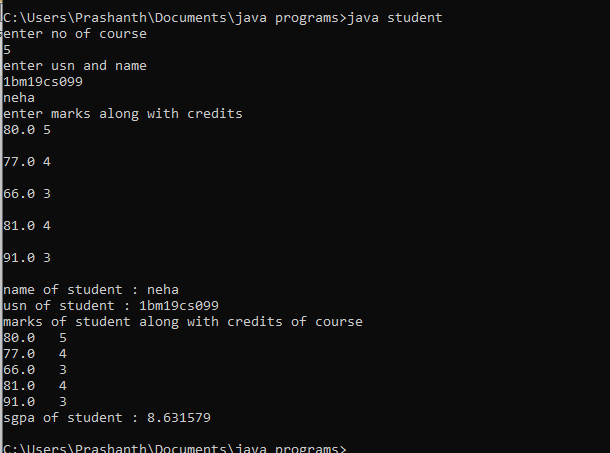 C:\Users\Prashanth\Documents\java programs>java student
enter no of course
5
enter usn and name
1bm19cs099
neha
enter marks along with credits
80.0 5
77.0 4
66.0 3
81.0 4
91.0 3
name of student : neha
usn of student : 1bm19cs099
marks of student along with credits of course
80.0   5
77.0   4
66.0   3
81.0   4
91.0   3
sgpa of student : 8.631579
C:\Users\Prashanth\Documents\java programs>